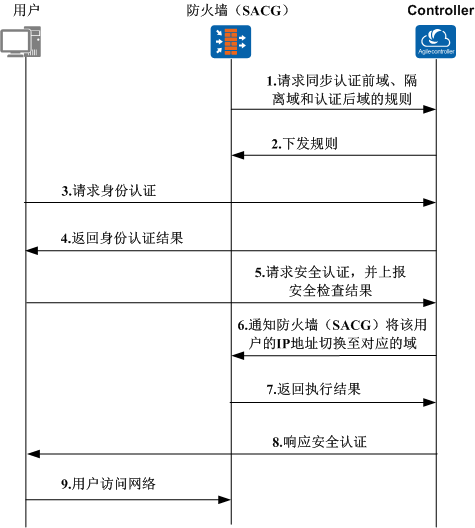 用户
防火墙（SACG）
Controller
Agile controller
1.请求同步认证前域、隔
离域和认证后域的规则
2.下发规则
3.请求身份认证
4.返回身份认证结果
5.请求安全认证，并上报
安全检查结果
6.通知防火墙（SACG）将该用
户的IP地址切换至对应的域
7.返回执行结果
8.响应安全认证
9.用户访问网络